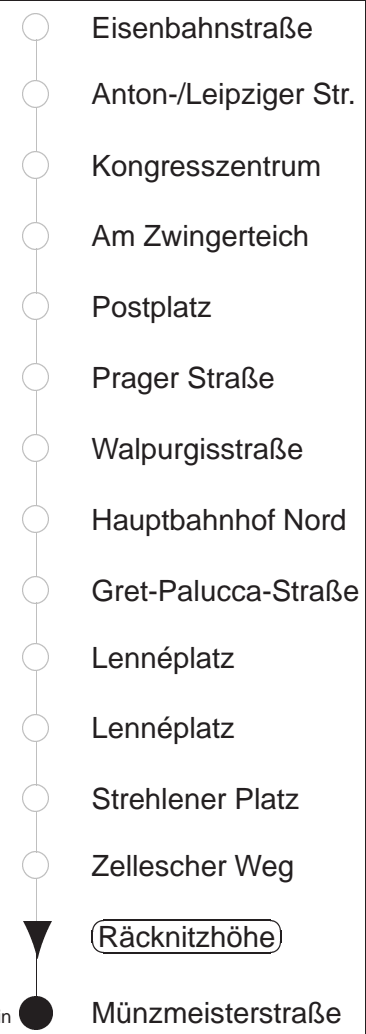 Eisenbahnstraße
Anton-/Leipziger Str.
Kongresszentrum
Am Zwingerteich
Postplatz
Prager Straße
Walpurgisstraße
Hauptbahnhof Nord
Gret-Palucca-Straße
Lennéplatz
Lennéplatz
Strehlener Platz
Zellescher Weg
Räcknitzhöhe
Münzmeisterstraße